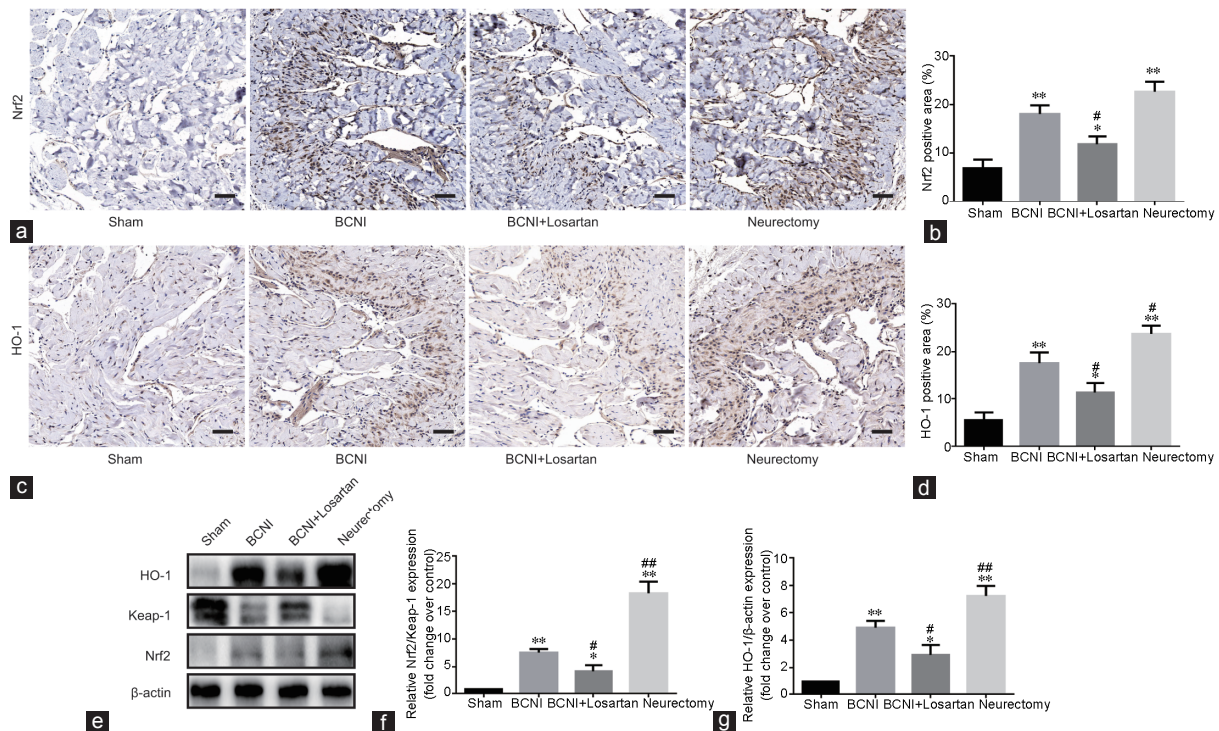 Nrf2
Sham
BCNI
BCNI+Losartan
Neurectomy
a
Nrf2 positive area (%)
30
20
10
0
**
#
*
**
Sham
BCNI
BCNI+Losartan
Neurectomy
b
HO-1
Sham
BCNI
BCNI+Losartan
Neurectomy
c
HO-1 positive area (%)
30
20
10
0
**
#
*
#
**
Sham
BCNI
BCNI+Losartan
Neurectomy
d
Sham
BCNI
BCNI+Losartan
Neurectomy
HO-1
Keap-1
Nrf2
β-actin
e
Relative Nrf2/Keap-1 expression
(fold change over control)
25
20
15
10
5
0
**
#
*
##
**
Sham
BCNI
BCNI+Losartan
Neurectomy
f
Relative HO-1/β-actin expression
(fold change over control)
10
8
6
4
2
0
**
#
*
##
**
Sham
BCNI
BCNI+Losartan
Neurectomy
g